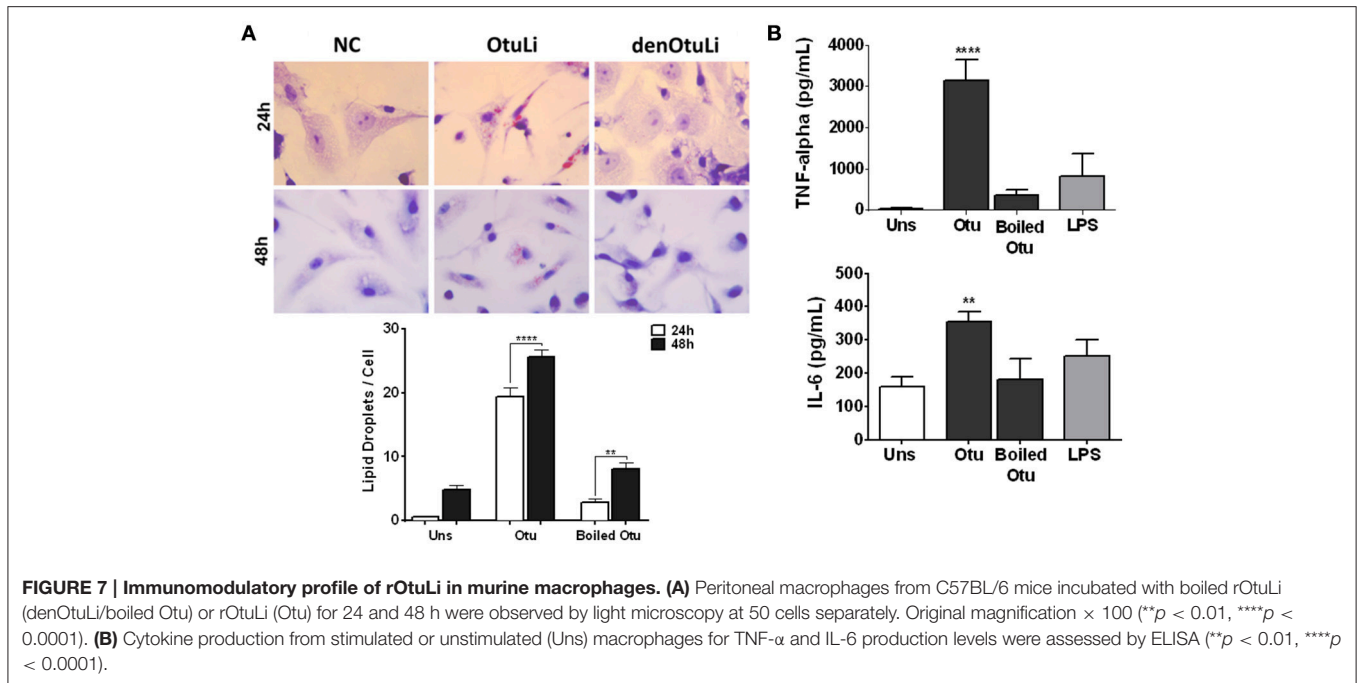 A
NC
OtuLi
denOtuLi
24h
48h
30
20
10
0
Lipid Droplets / Cell
****
**
24h
48h
Uns
Otu
Boiled Otu
B
4000
3000
2000
1000
0
TNF-alpha (pg/mL)
****
Uns
Otu
Boiled
Otu
LPS
500
400
300
200
100
0
IL-6 (pg/mL)
**
Uns
Otu
Boiled
Otu
LPS
FIGURE 7 | Immunomodulatory profile of rOtuLi in murine macrophages. (A) Peritoneal macrophages from C57BL/6 mice incubated with boiled rOtuLi
(denOtuLi/boiled Otu) or rOtuLi (Otu) for 24 and 48 h were observed by light microscopy at 50 cells separately. Original magnification × 100 (**p < 0.01, ****p <
0.0001). (B) Cytokine production from stimulated or unstimulated (Uns) macrophages for TNF-α and IL-6 production levels were assessed by ELISA (**p < 0.01, ****p
< 0.0001).